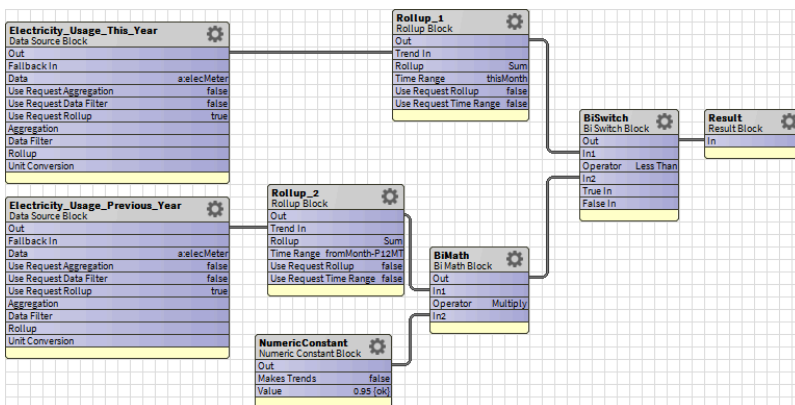 Electricity_Usage_This_Year
Data Source Block
Out
Fallback In
Data a:elecMeter
Use Request Aggregation false
Use Request Data Filter false
Use Request Rollup true
Aggregation
Data Filter
Rollup
Unit Conversion
Rollup_1
Rollup Block
Out
Trend In
Rollup Sum
Time Range thisMonth
Use Request Rollup false
Use Request Time Range false
BiSwitch
Bi Switch Block
Out
In1
Operator Less Than
In2
True In
False In
Result
Result Block
In
Electricity_Usage_Previous_Year
Data Source Block
Out
Fallback In
Data a:elecMeter
Use Request Aggregation false
Use Request Data Filter false
Use Request Rollup true
Aggregation
Data Filter
Rollup
Unit Conversion
Rollup_2
Rollup Block
Out
Trend In
Rollup Sum
Time Range fromMonth-P12MT
Use Request Rollup false
Use Request Time Range false
BiMath
Bi Math Block
Out
In1
Operator Multiply
In2
NumericConstant
Numeric Constant Block
Out
Makes Trends false
Value 0.95 {ok}